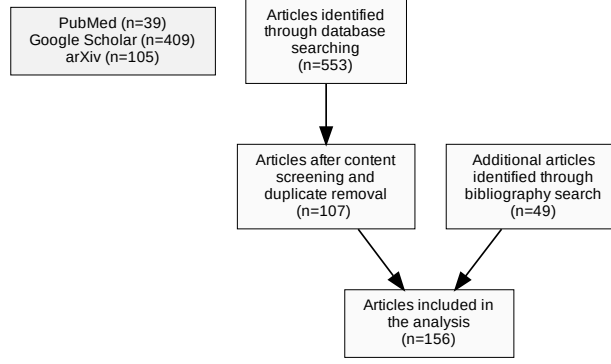 PubMed (n=39)
Google Scholar (n=409)
arXiv (n=105)
Articles identified
through database
searching
(n=553)
Articles after content
screening and
duplicate removal
(n=107)
Additional articles
identified through
bibliography search
(n=49)
Articles included in
the analysis
(n=156)